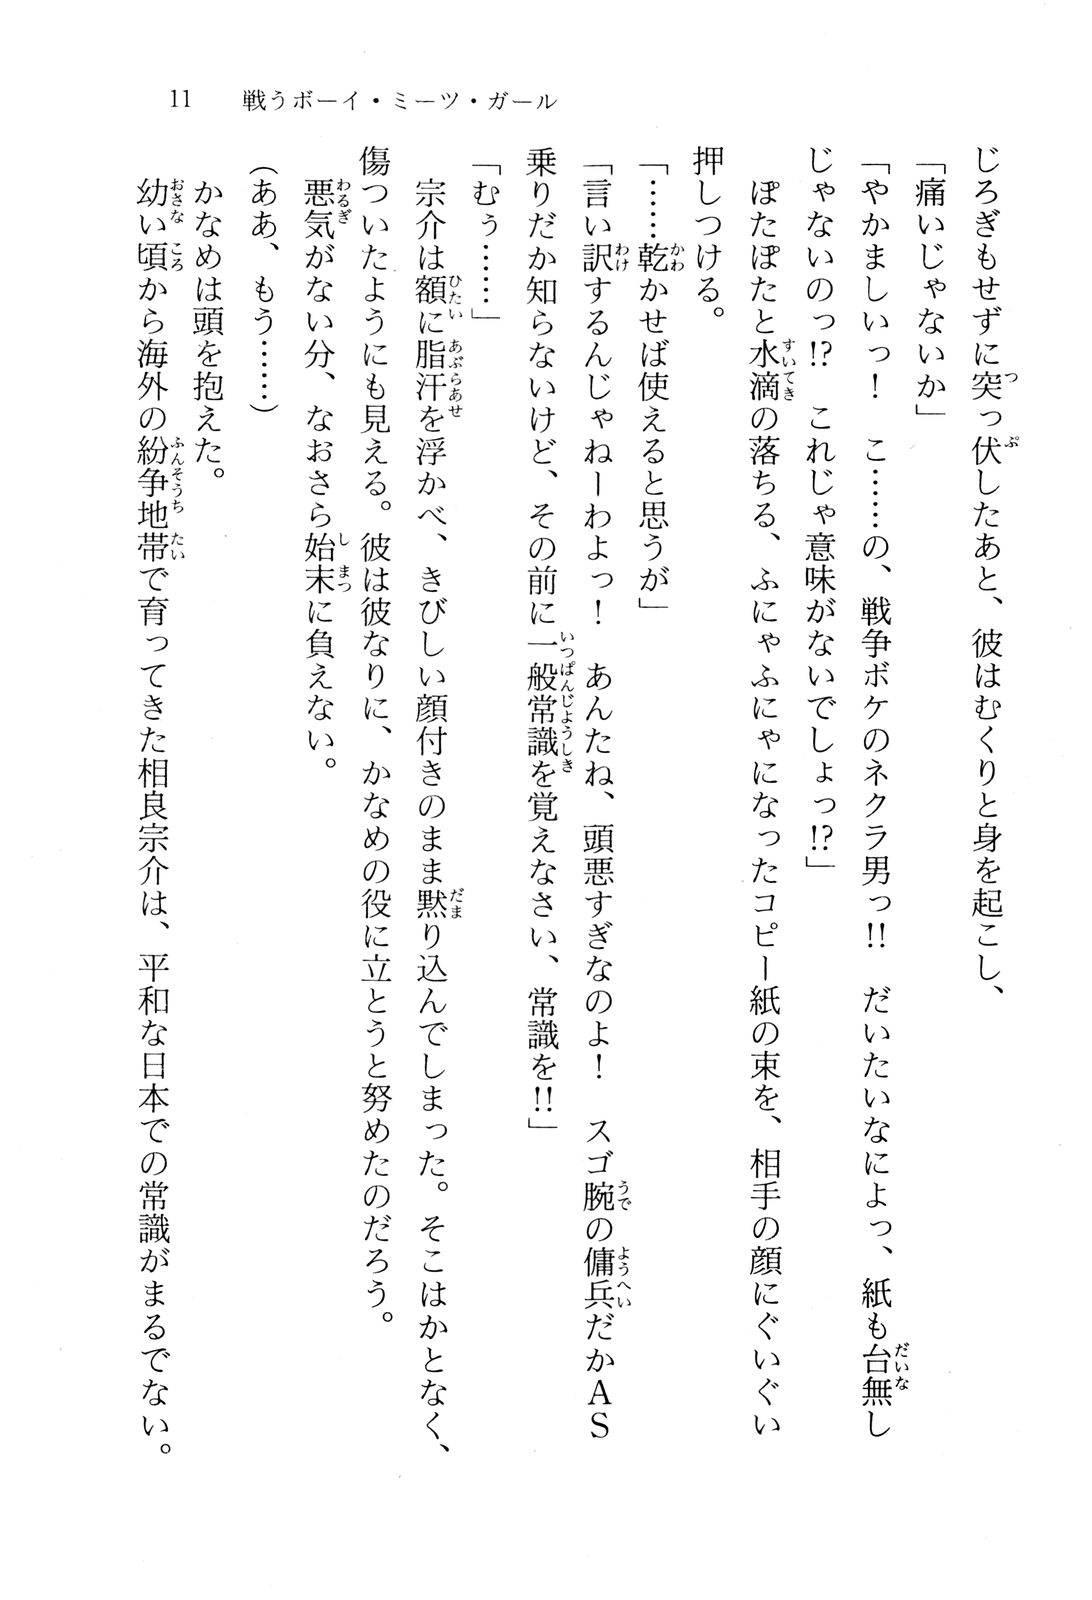 11　戦うボーイ・ミーツ・ガール
じろぎもせずに突っ伏したあと、彼はむくりと身を起こし、
「痛いじゃないか」
「やかましいっ！　こ……の、戦争ボケのネクラ男っ!!　だいたいなによっ、紙も台無し
じゃないのっ!?　これじゃ意味がないでしょっ!?」
　ぽたぽたと水滴の落ちる、ふにゃふにゃになったコピー紙の束を、相手の顔にぐいぐい
押しつける。
「……乾かせば使えると思うが」
「言い訳するんじゃねーわよっ！　あんたね、頭悪すぎなのよ！　スゴ腕の傭兵だかＡＳ
乗りだか知らないけど、その前に一般常識を覚えなさい、常識を!!」
「むぅ……」
　宗介は額に脂汗を浮かべ、きびしい顔付きのまま黙り込んでしまった。そこはかとなく、
傷ついたようにも見える。彼は彼なりに、かなめの役に立とうと努めたのだろう。
　悪気がない分、なおさら始末に負えない。
（ああ、もう……）
　かなめは頭を抱えた。
　幼い頃から海外の紛争地帯で育ってきた相良宗介は、平和な日本での常識がまるでない。